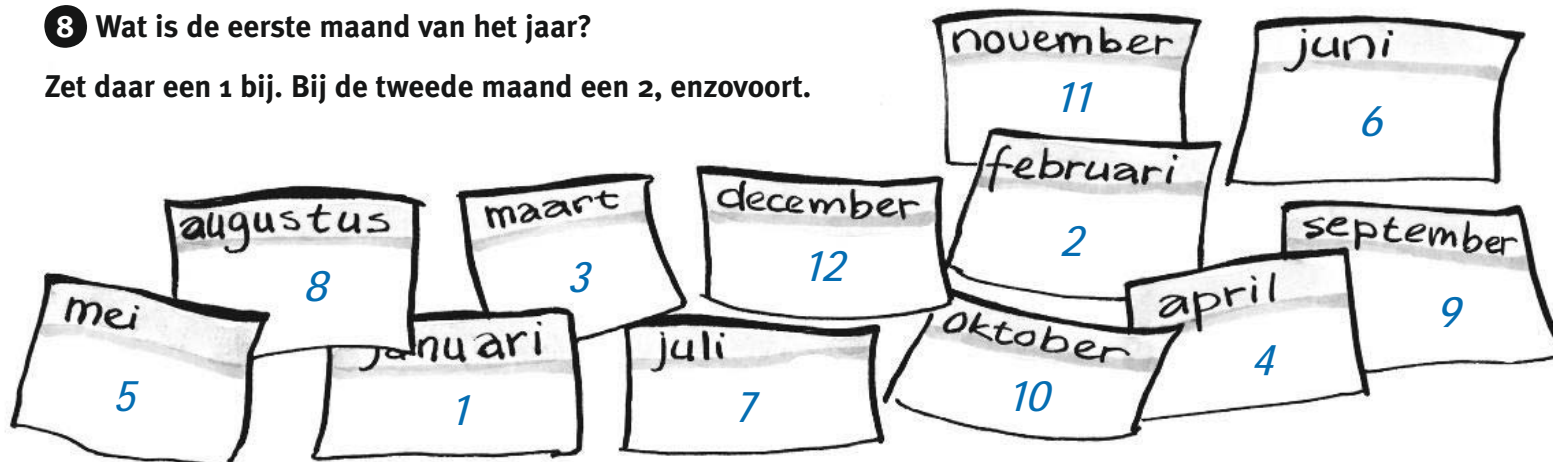 8 Wat is de eerste maand van het jaar?
Zet daar een 1 bij. Bij de tweede maand een 2, enzovoort.
november
11
juni
6
februari
2
augustus
8
maart
3
december
12
september
9
mei
5
januari
1
juli
7
oktober
10
april
4